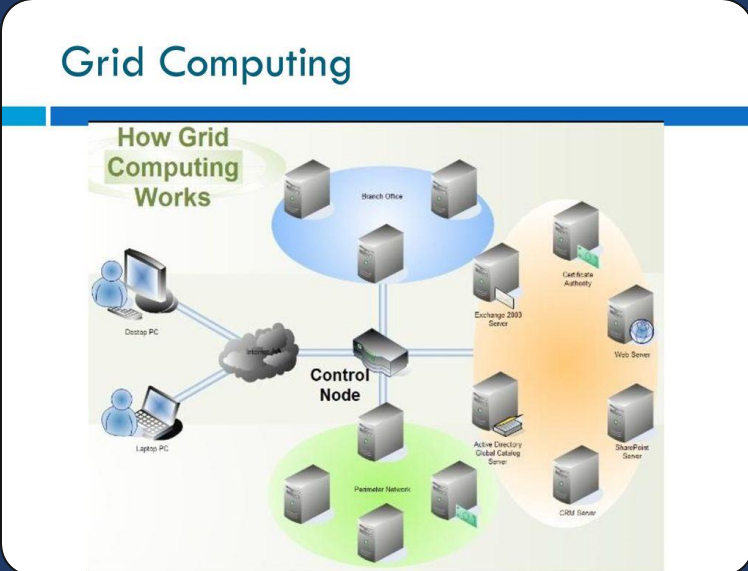 Grid Computing
How Grid
Computing
Works
Branch Office
Certificate
Authority
Exchange 2003
Server
Destop PC
Web Server
Control
Node
Laptop PC
Active Directory
Global Catalog
Server
SharePoint
Server
Perimeter Network
CRM Server